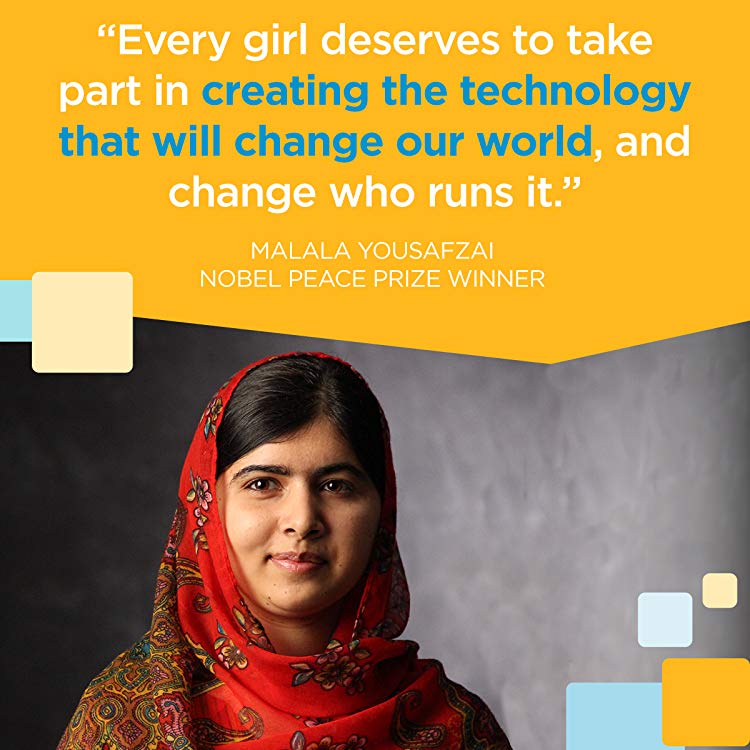 “Every girl deserves to take
part in creating the technology
that will change our world, and
change who runs it.”
MALALA YOUSAFZAI
NOBEL PEACE PRIZE WINNER